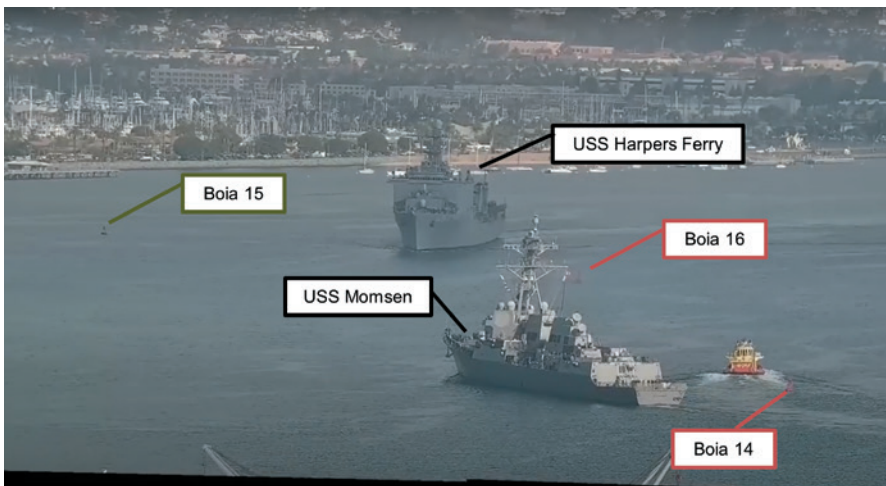 USS Harpers Ferry
Boia 15
Boia 16
USS Momsen
Boia 14